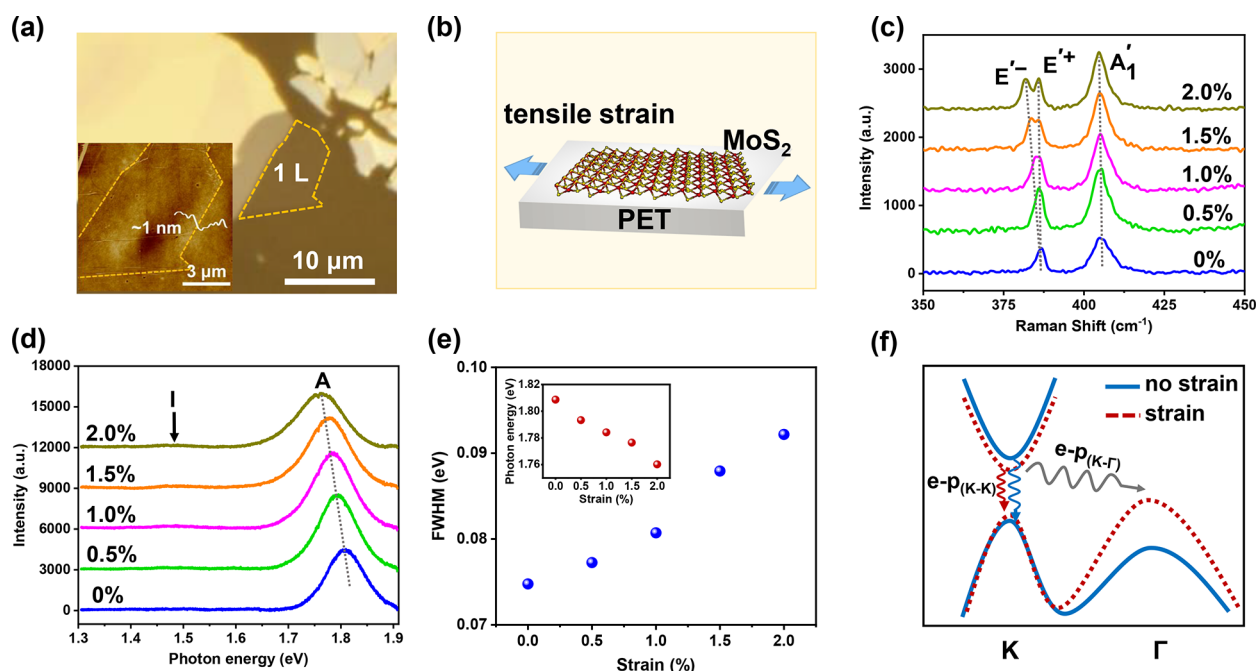 (a)
1 L
~1 nm
3 μm
10 μm
(b)
tensile strain
MoS₂
PET
(c)
E′– E′+ A₁′
2.0%
1.5%
1.0%
0.5%
0%
3000
2000
1000
0
Intensity (a.u.)
350 375 400 425 450
Raman Shift (cm⁻¹)
(d)
18000
15000
12000
9000
6000
3000
0
Intensity (a.u.)
I
A
2.0%
1.5%
1.0%
0.5%
0%
1.3 1.4 1.5 1.6 1.7 1.8 1.9
Photon energy (eV)
(e)
0.10
0.09
0.08
0.07
FWHM (eV)
1.82
1.80
1.78
1.76
Photon energy (eV)
0.0 0.5 1.0 1.5 2.0
Strain (%)
0.0 0.5 1.0 1.5 2.0
Strain (%)
(f)
no strain
strain
e-p(K-Γ)
e-p(K-K)
K Γ